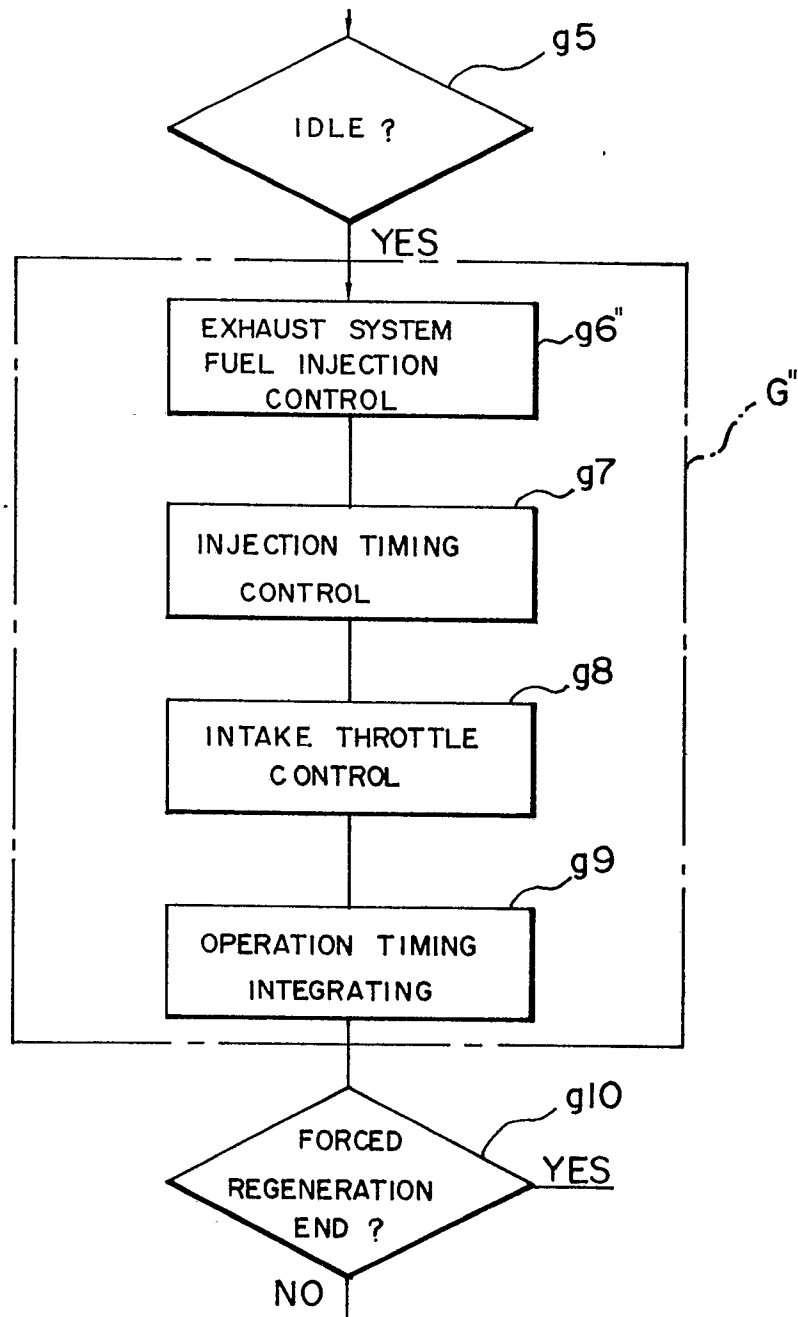 g5
IDLE ?
YES
EXHAUST SYSTEM
FUEL INJECTION
CONTROL
g6"
G"
g7
INJECTION TIMING
CONTROL
g8
INTAKE THROTTLE
CONTROL
g9
OPERATION TIMING
INTEGRATING
g10
FORCED
REGENERATION
END ?
YES
NO